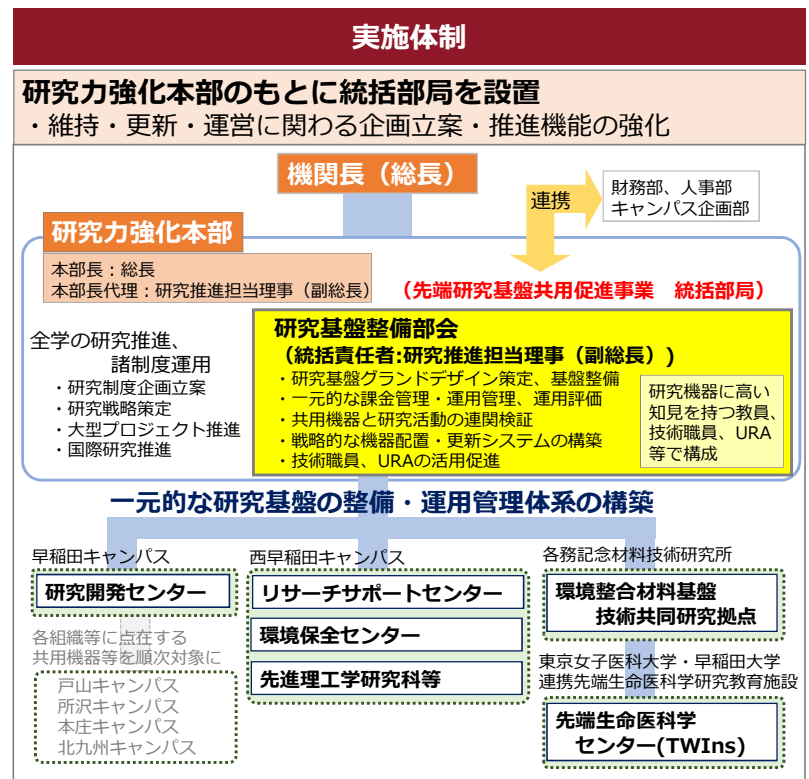 実施体制
研究力強化本部のもとに統括部局を設置
・維持・更新・運営に関わる企画立案・推進機能の強化
機関長（総長）
連携
財務部、人事部
キャンパス企画部
研究力強化本部
本部長：総長
本部長代理：研究推進担当理事（副総長）
（先端研究基盤共用促進事業　統括部局）
全学の研究推進、
諸制度運用
・研究制度企画立案
・研究戦略策定
・大型プロジェクト推進
・国際研究推進
研究基盤整備部会
（統括責任者:研究推進担当理事（副総長））
・研究基盤グランドデザイン策定、基盤整備
・一元的な課金管理・運用管理、運用評価
・共用機器と研究活動の連関検証
・戦略的な機器配置・更新システムの構築
・技術職員、URAの活用促進
研究機器に高い
知見を持つ教員、
技術職員、URA
等で構成
一元的な研究基盤の整備・運用管理体系の構築
早稲田キャンパス
研究開発センター
各組織等に点在する
共用機器等を順次対象に
戸山キャンパス
所沢キャンパス
本庄キャンパス
北九州キャンパス
西早稲田キャンパス
リサーチサポートセンター
環境保全センター
先進理工学研究科等
各務記念材料技術研究所
環境整合材料基盤
技術共同研究拠点
東京女子医科大学・早稲田大学
連携先端生命医科学研究教育施設
先端生命医科学
センター(TWIns)